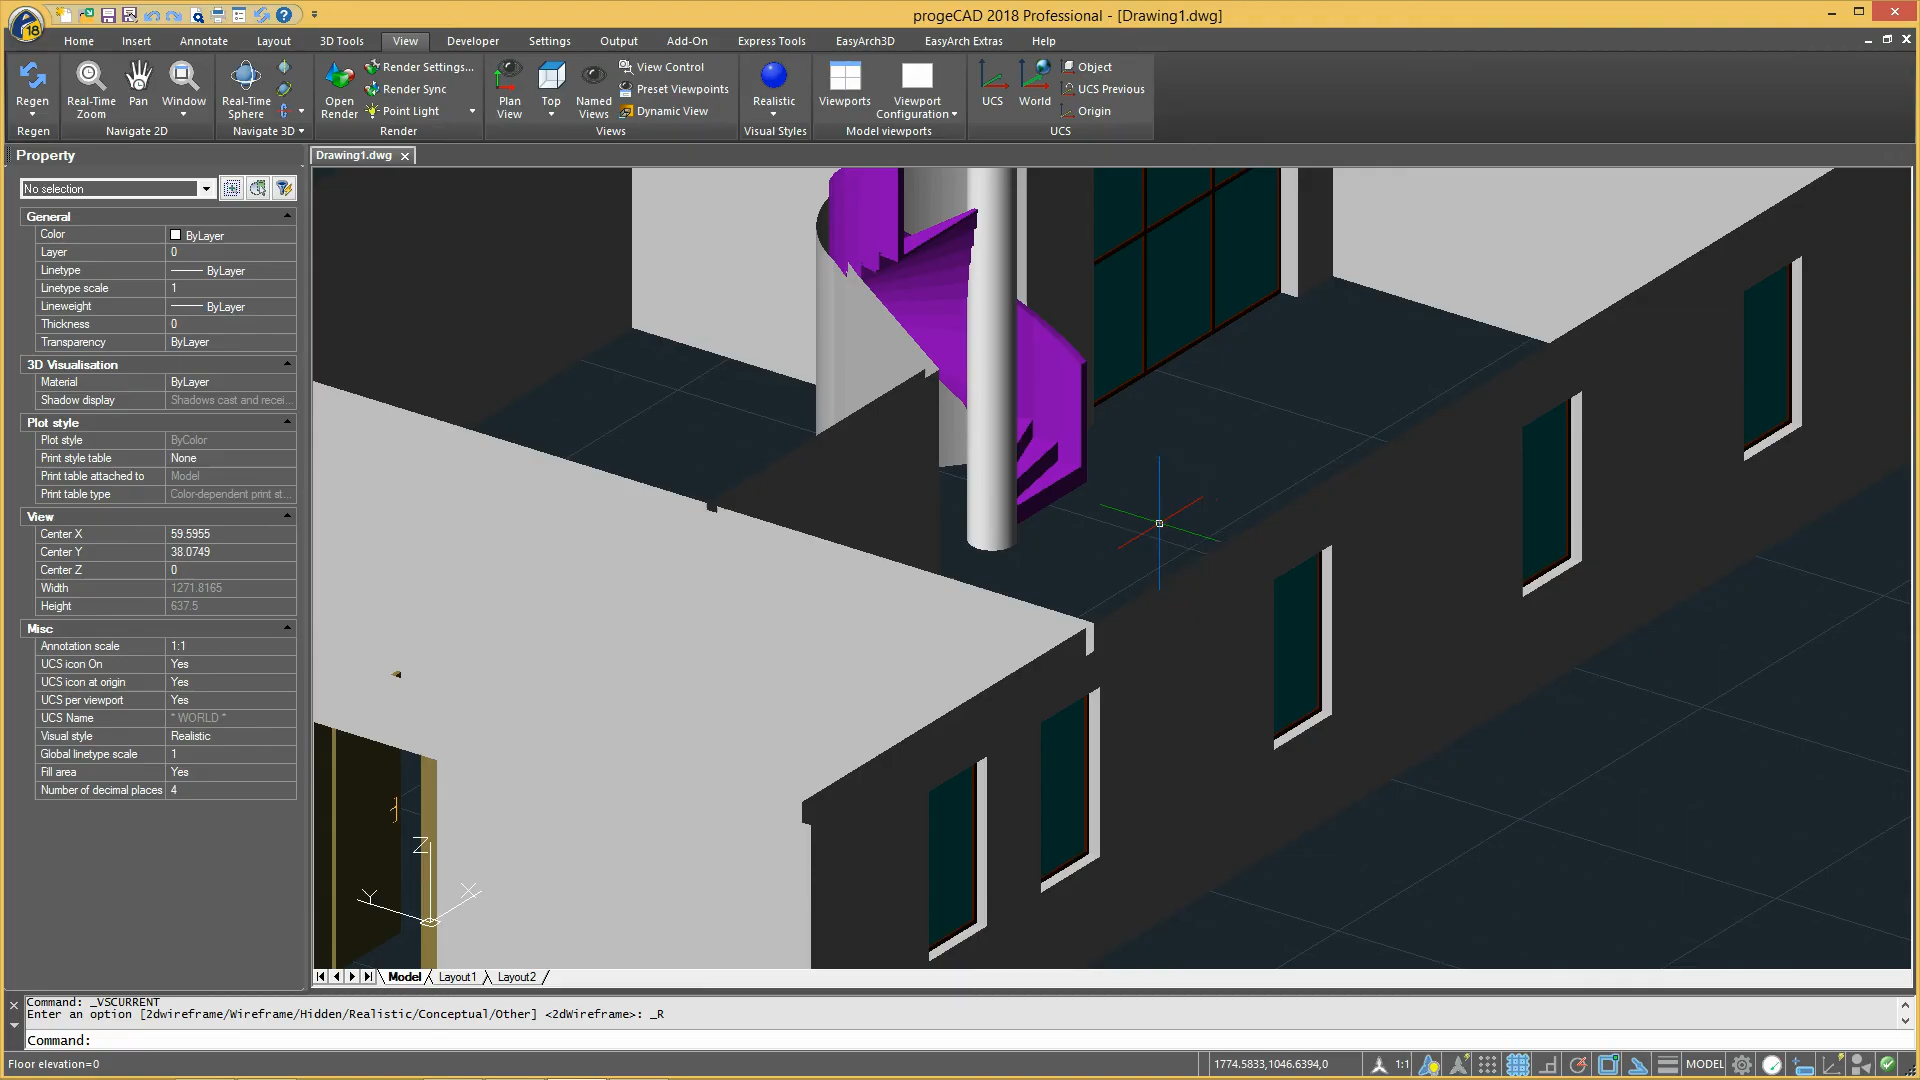 progeCAD 2018 Professional - [Drawing1.dwg]
18
Home Insert Annotate Layout 3D Tools View Developer Settings Output Add-On Express Tools EasyArch3D EasyArch Extras Help
Regen
Real-Time Zoom
Pan
Window
Real-Time Sphere
Open Render
Render Settings...
Render Sync
Point Light
Plan View
Top
Named Views
View Control
Preset Viewpoints
Dynamic View
Realistic
Viewports
Viewport Configuration
UCS
World
Object
UCS Previous
Origin
Regen Navigate 2D Navigate 3D Render Views Visual Styles Model viewports UCS
Property
Drawing1.dwg
No selection
General
Color ByLayer
Layer 0
Linetype ByLayer
Linetype scale 1
Lineweight ByLayer
Thickness 0
Transparency ByLayer
3D Visualisation
Material ByLayer
Shadow display Shadows cast and recei...
Plot style
Plot style ByColor
Print style table None
Print table attached to Model
Print table type Color-dependent print st...
View
Center X 59.5955
Center Y 38.0749
Center Z 0
Width 1271.8165
Height 637.5
Misc
Annotation scale 1:1
UCS icon On Yes
UCS icon at origin Yes
UCS per viewport Yes
UCS Name * WORLD *
Visual style Realistic
Global linetype scale 1
Fill area Yes
Number of decimal places 4
Z
Y X
Model Layout1 Layout2
Command: _VSCURRENT
Enter an option [2dwireframe/Wireframe/Hidden/Realistic/Conceptual/Other] <2dWireframe>: _R
Command:
Floor elevation=0 1774.5833,1046.6394,0 1:1 MODEL